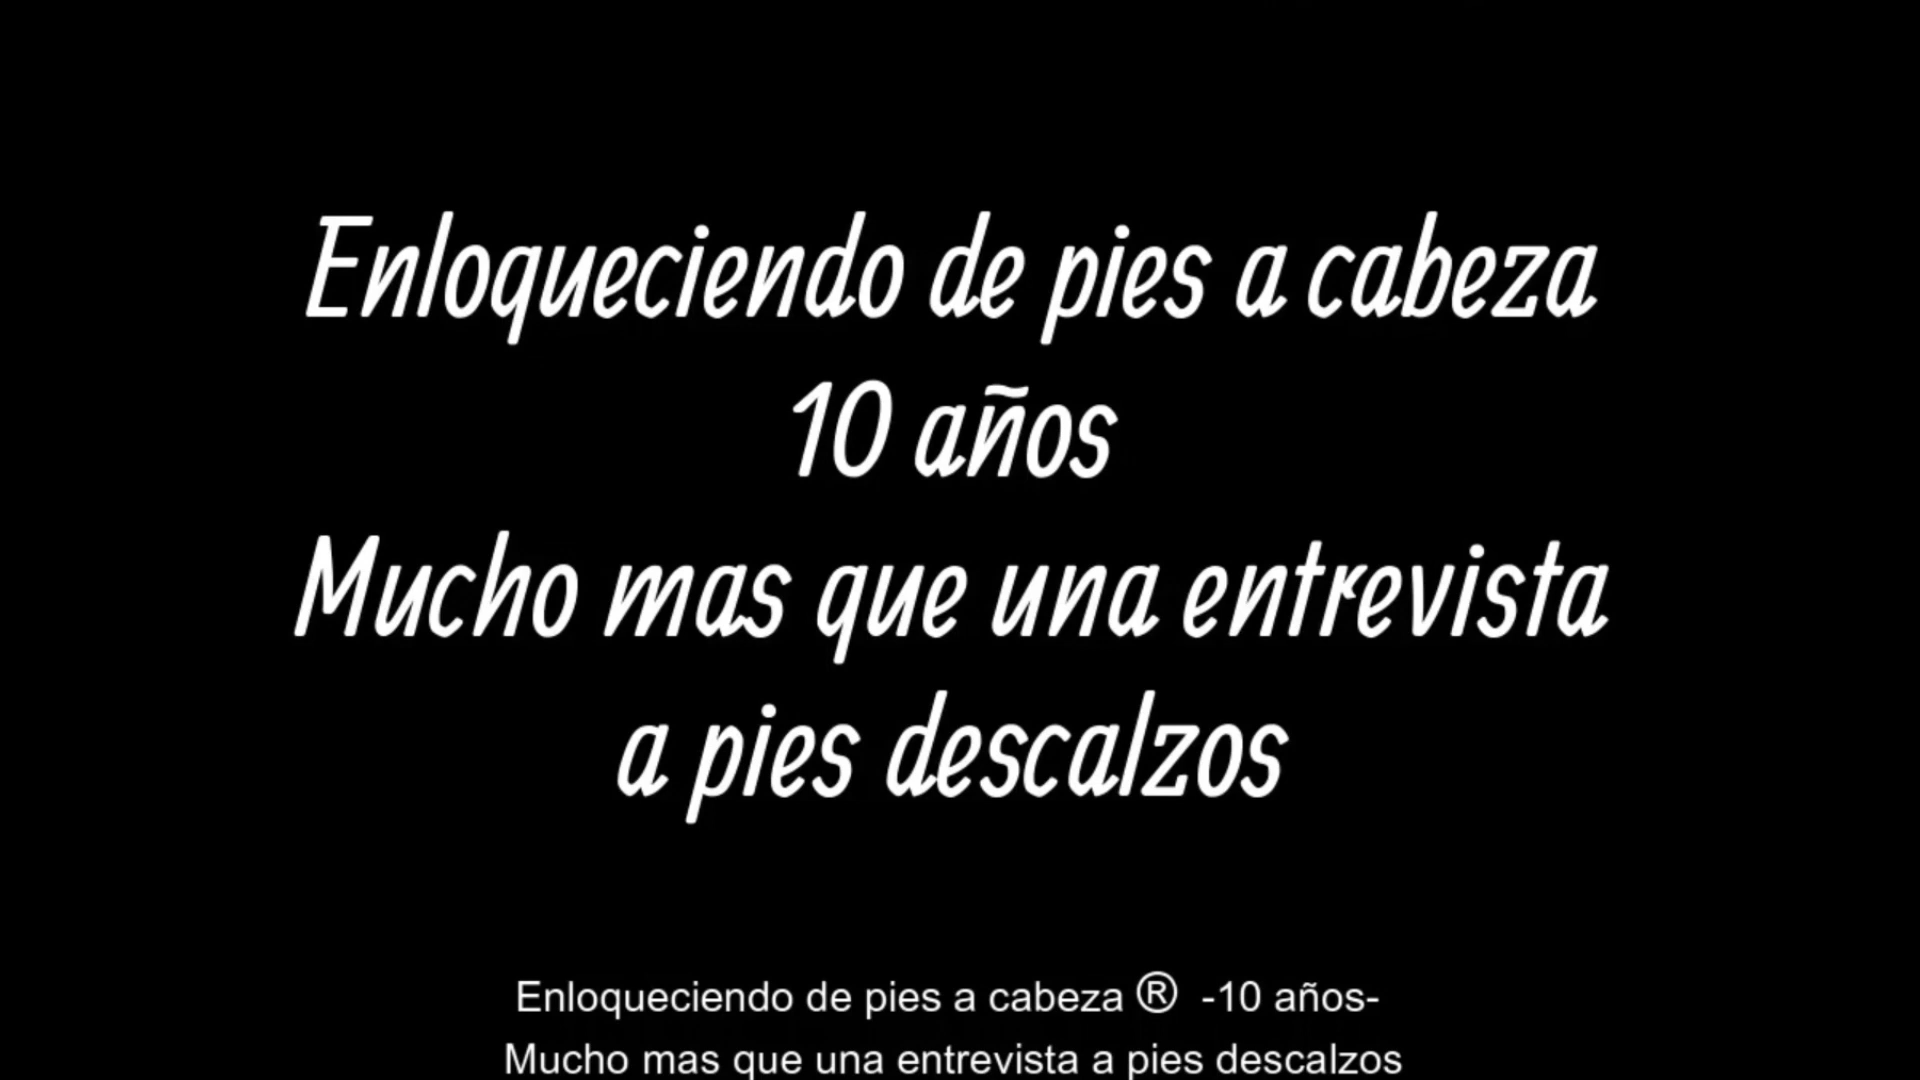 Enloqueciendo de pies a cabeza
10 años
Mucho mas que una entrevista
a pies descalzos
Enloqueciendo de pies a cabeza ® -10 años-
Mucho mas que una entrevista a pies descalzos